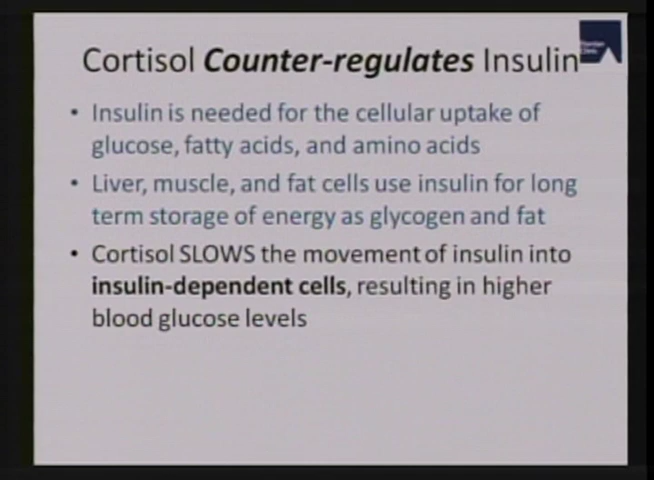 Cortisol Counter-regulates Insulin
• Insulin is needed for the cellular uptake of
glucose, fatty acids, and amino acids
• Liver, muscle, and fat cells use insulin for long
term storage of energy as glycogen and fat
• Cortisol SLOWS the movement of insulin into
insulin-dependent cells, resulting in higher
blood glucose levels